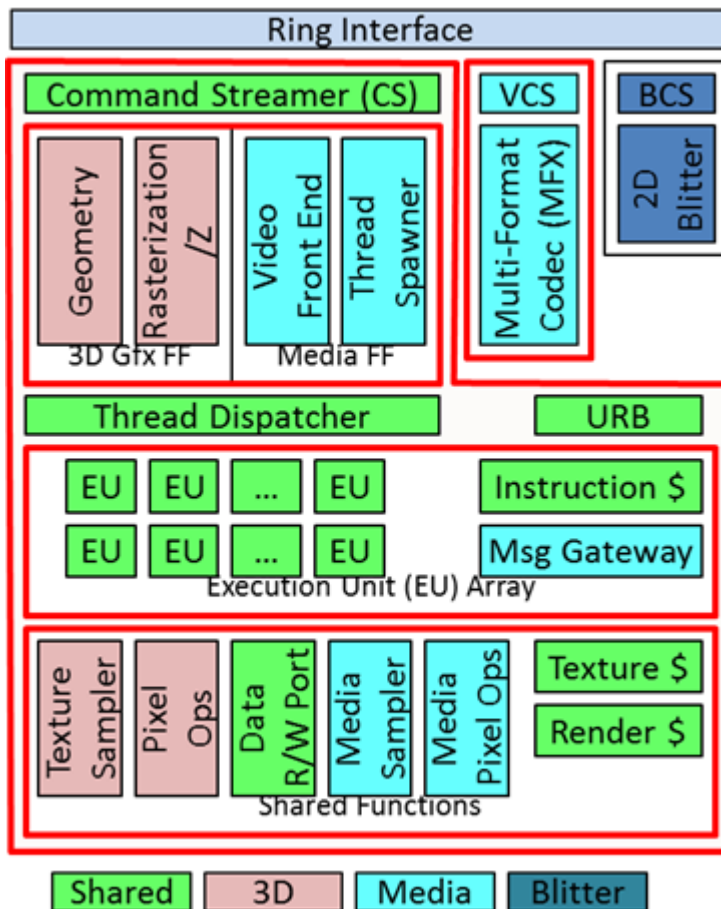 Ring Interface
Command Streamer (CS)
VCS
BCS
Geometry
Rasterization
/Z
Video
Front End
Thread
Spawner
Multi-Format
Codec (MFX)
2D
Blitter
3D Gfx FF
Media FF
Thread Dispatcher
URB
EU
EU
...
EU
Instruction $
EU
EU
...
EU
Msg Gateway
Execution Unit (EU) Array
Texture
Sampler
Pixel
Ops
Data
R/W Port
Media
Sampler
Media
Pixel Ops
Texture $
Render $
Shared Functions
Shared
3D
Media
Blitter